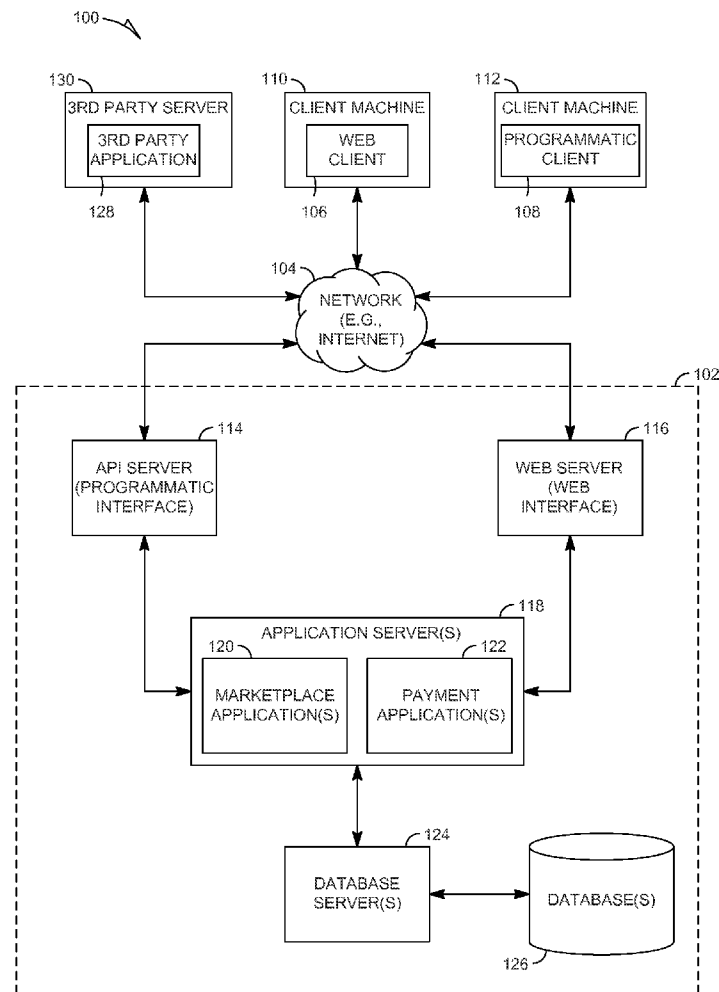 100
130
110
112
3RD PARTY SERVER
CLIENT MACHINE
CLIENT MACHINE
3RD PARTY
APPLICATION
WEB
CLIENT
PROGRAMMATIC
CLIENT
128
106
108
104
NETWORK
(E.G.,
INTERNET)
102
114
116
API SERVER
(PROGRAMMATIC
INTERFACE)
WEB SERVER
(WEB
INTERFACE)
118
APPLICATION SERVER(S)
120
122
MARKETPLACE
APPLICATION(S)
PAYMENT
APPLICATION(S)
124
DATABASE
SERVER(S)
DATABASE(S)
126